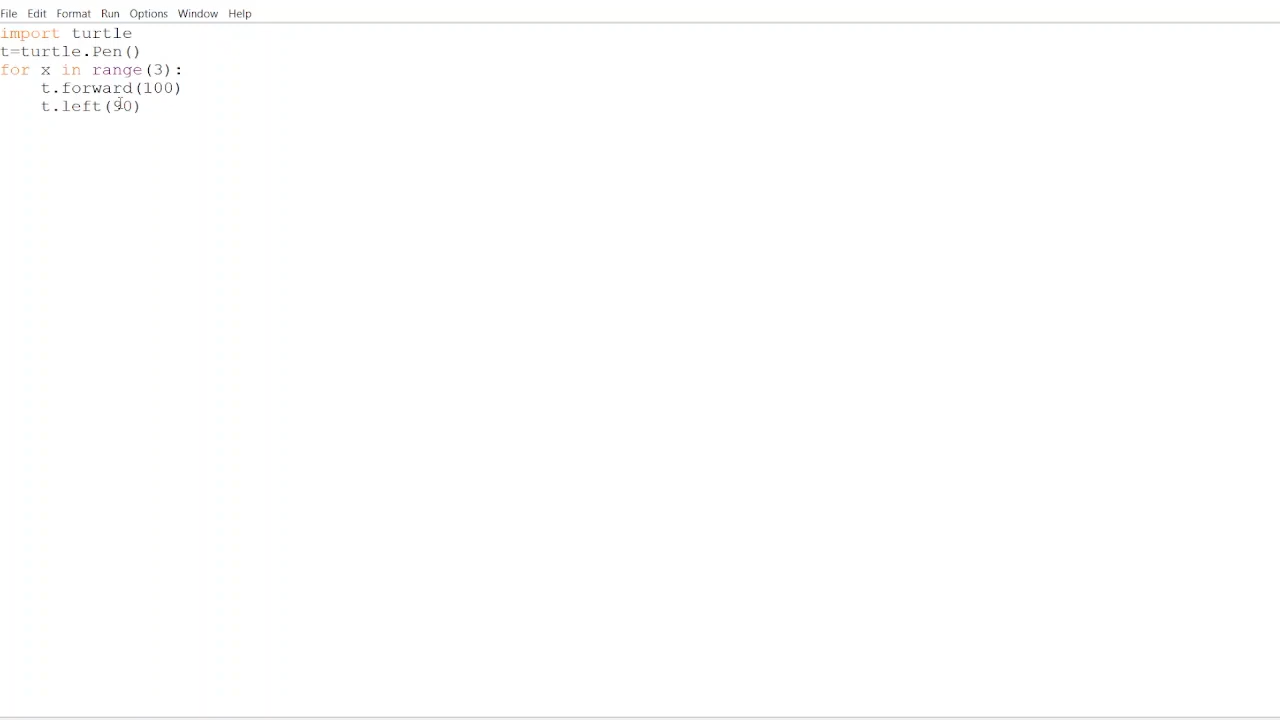 File Edit Format Run Options Window Help
import turtle
t=turtle.Pen()
for x in range(3):
    t.forward(100)
    t.left(90)